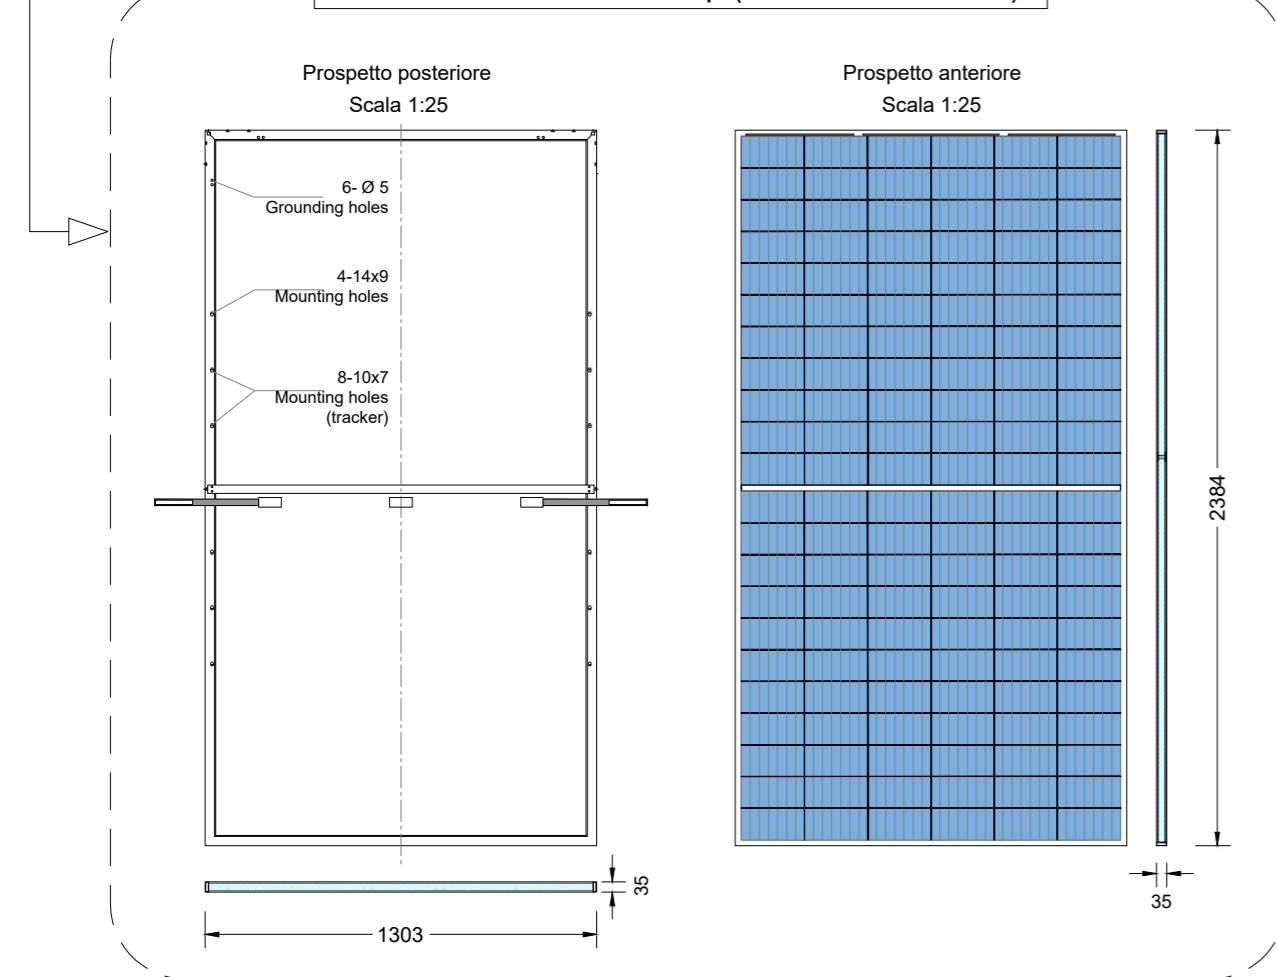 Prospetto posteriore
Scala 1:25
6- Ø 5
Grounding holes
4-14x9
Mounting holes
8-10x7
Mounting holes
(tracker)
35
1303
Prospetto anteriore
Scala 1:25
2384
35